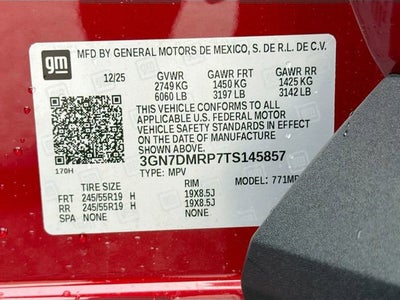 gm
MFD BY GENERAL MOTORS DE MEXICO, S. DE R.L. DE C.V.
12/25 GVWR GAWR FRT GAWR RR
2749 KG 1450 KG 1425 KG
6060 LB 3197 LB 3142 LB
THIS VEHICLE CONFORMS TO ALL
APPLICABLE U.S. FEDERAL MOTOR
VEHICLE SAFETY STANDARDS IN EFFECT
ON THE DATE OF MANUFACTURE
SHOWN ABOVE.
3GN7DMRP7TS145857
170H
TYPE: MPV
TIRE SIZE RIM MODEL:
FRT 245/55R19 H 19X8.5J
RR 245/55R19 H 19X8.5J
SPA NONE NONE